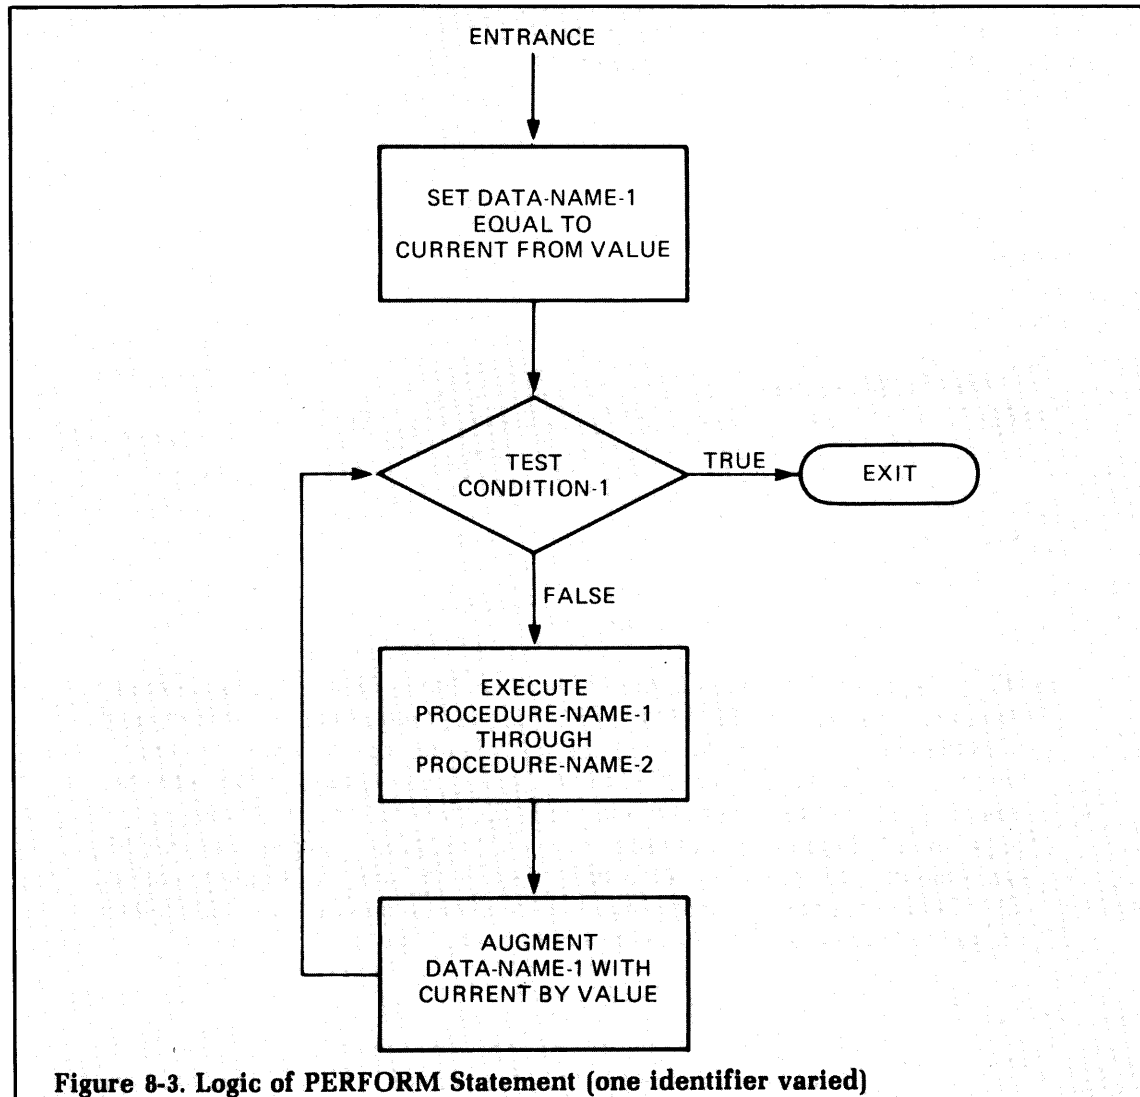 ENTRANCE
SET DATA-NAME-1
EQUAL TO
CURRENT FROM VALUE
TEST
CONDITION-1
TRUE
EXIT
FALSE
EXECUTE
PROCEDURE-NAME-1
THROUGH
PROCEDURE-NAME-2
AUGMENT
DATA-NAME-1 WITH
CURRENT BY VALUE
Figure 8-3. Logic of PERFORM Statement (one identifier varied)